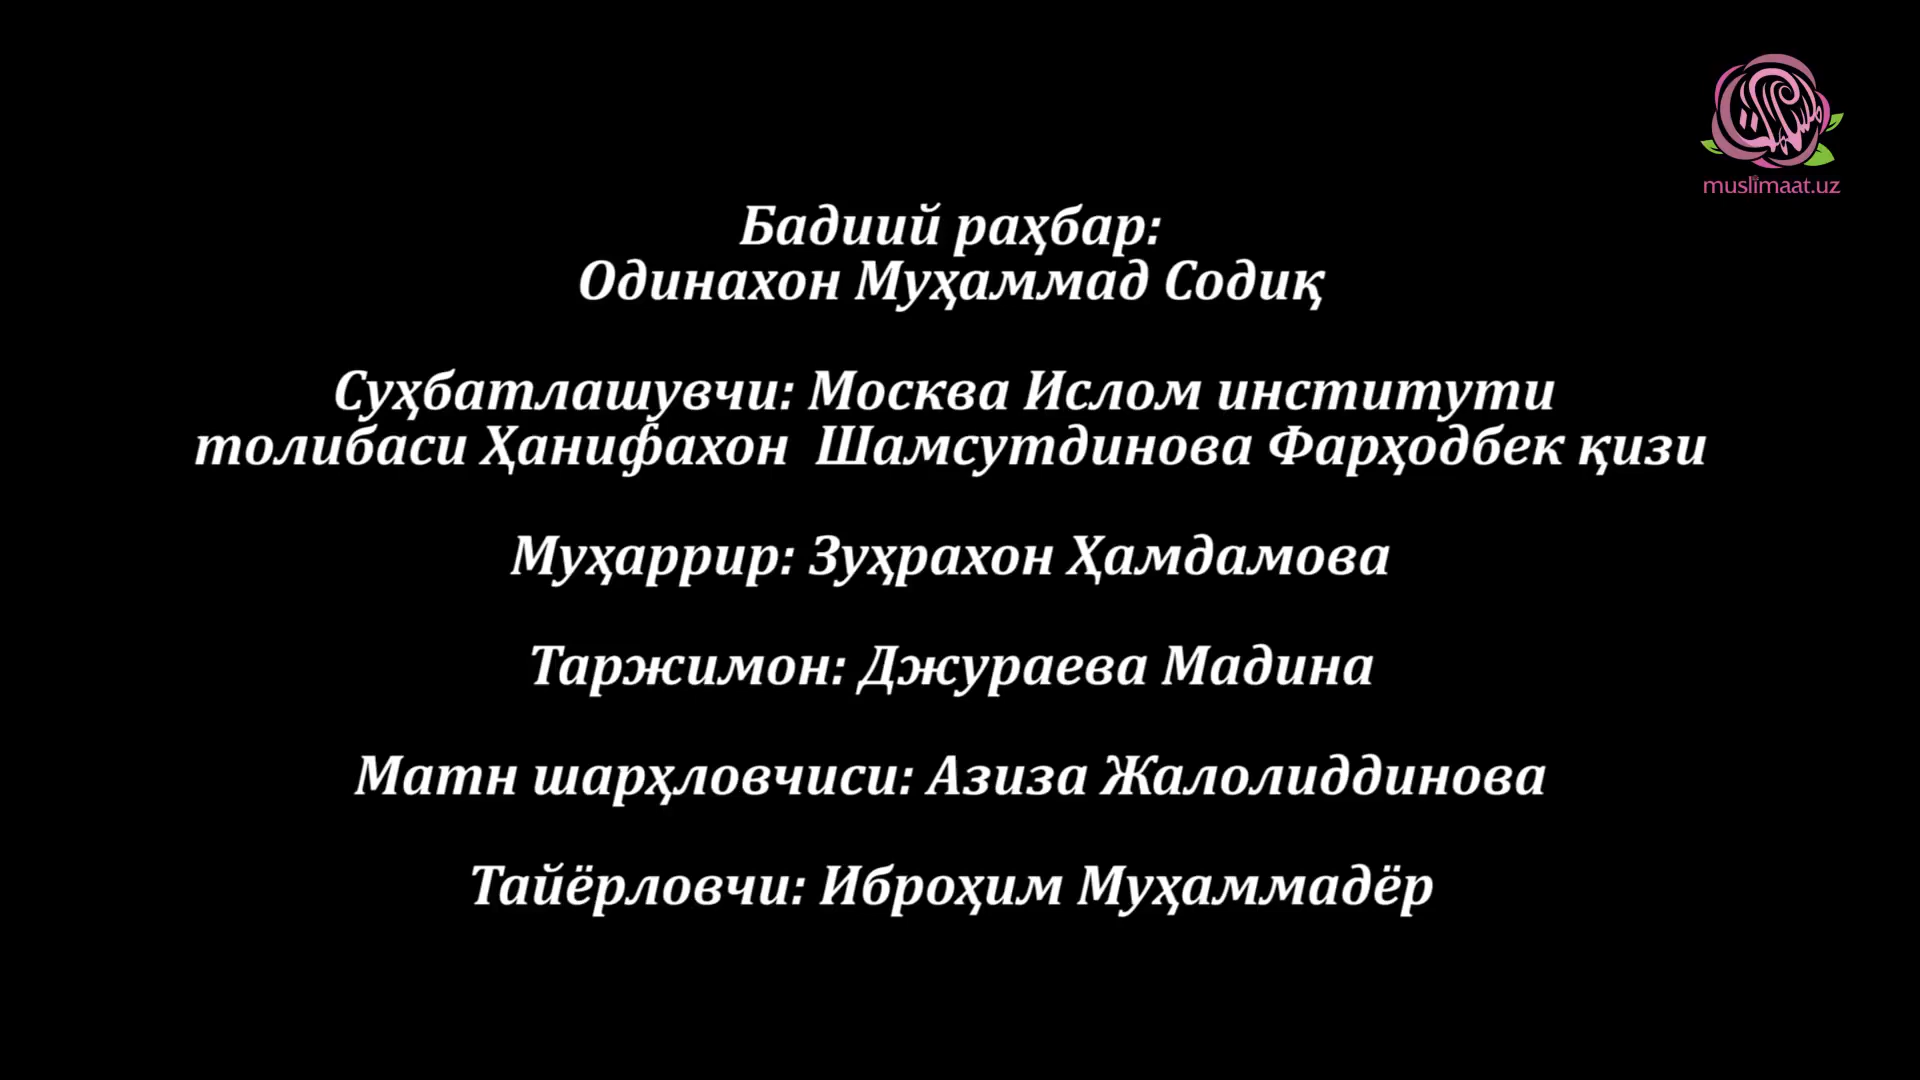 muslimaat.uz
Бадиий раҳбар:
Одинахон Муҳаммад Содиқ
Суҳбатлашувчи: Москва Ислом институти
толибаси Ҳанифахон Шамсутдинова Фарҳодбек қизи
Муҳаррир: Зуҳрахон Ҳамдамова
Таржимон: Джураева Мадина
Матн шарҳловчиси: Азиза Жалолиддинова
Тайёрловчи: Иброҳим Муҳаммадёр